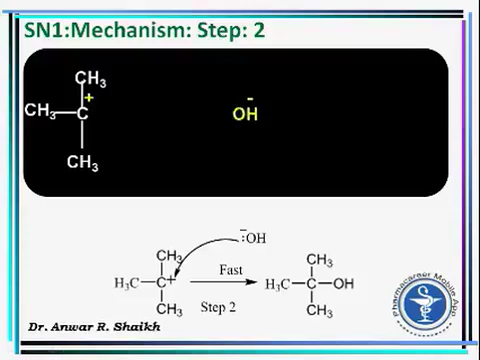 SN1:Mechanism: Step: 2
CH3
+
CH3 C
-
OH
CH3
CH3
H3C C+
CH3
-
:OH
Fast
Step 2
CH3
H3C C OH
CH3
Pharmacareer Mobile App
Dr. Anwar R. Shaikh